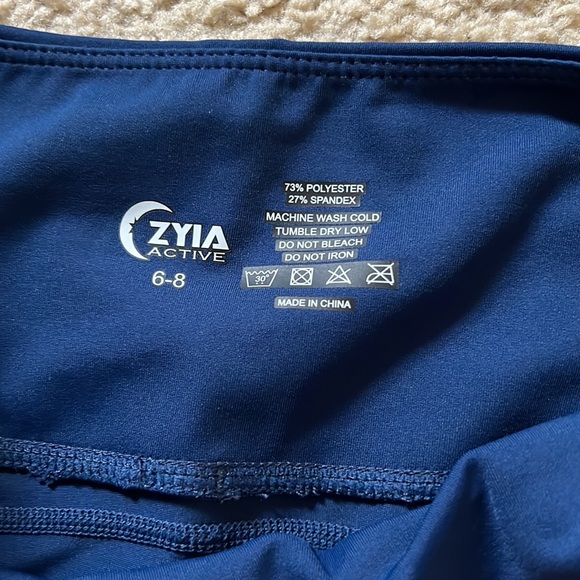 ZYIA
ACTIVE
6-8
73% POLYESTER
27% SPANDEX
MACHINE WASH COLD
TUMBLE DRY LOW
DO NOT BLEACH
DO NOT IRON
30°
MADE IN CHINA